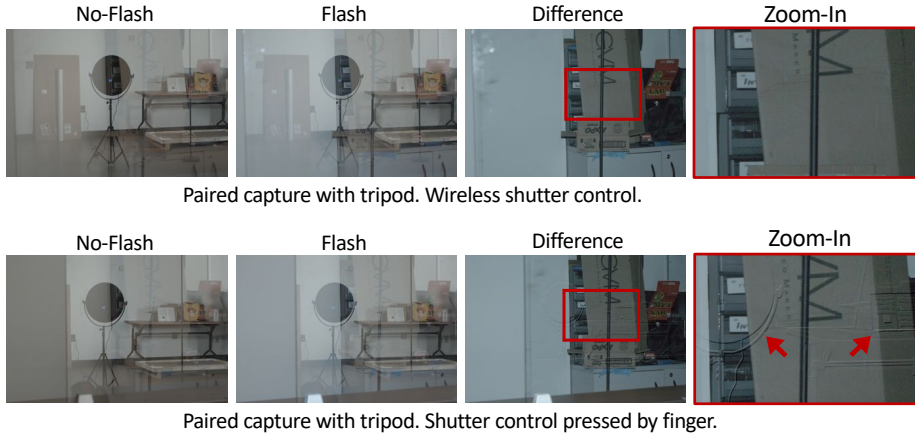 No-Flash Flash Difference Zoom-In
Paired capture with tripod. Wireless shutter control.
No-Flash Flash Difference Zoom-In
Paired capture with tripod. Shutter control pressed by finger.